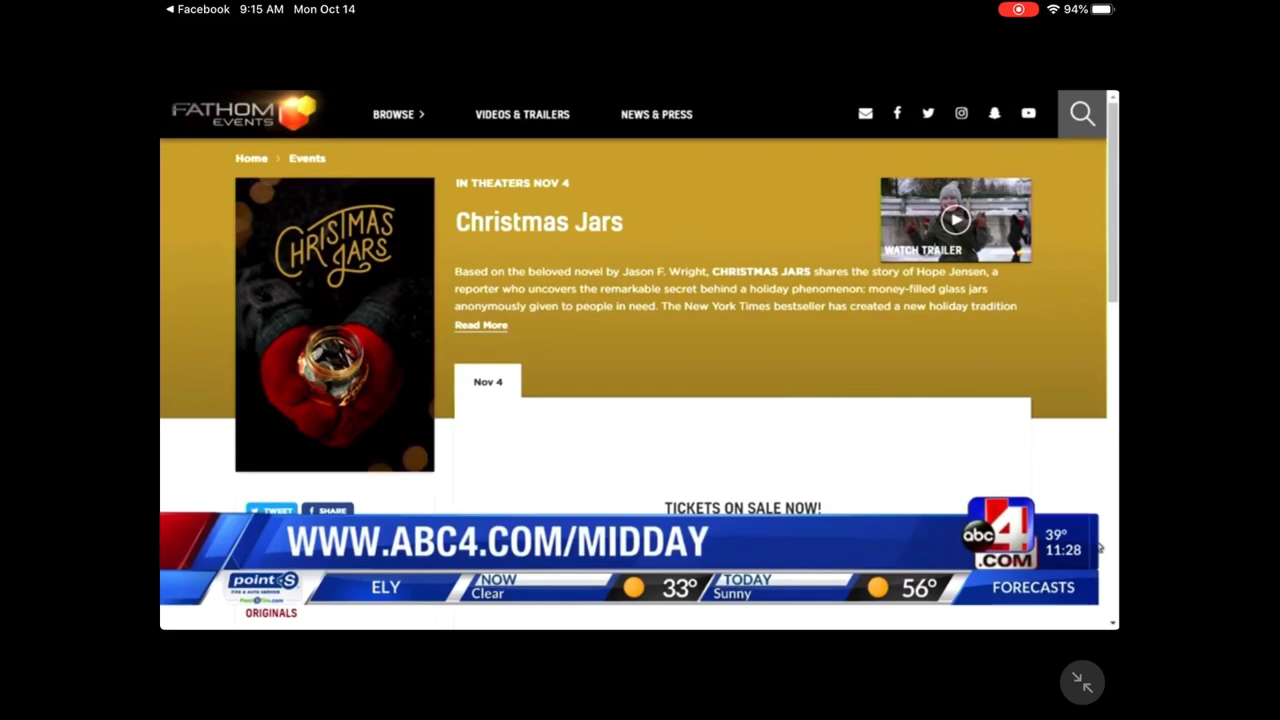 Facebook 9:15 AM Mon Oct 14
94%
FATHOM
EVENTS
BROWSE >
VIDEOS & TRAILERS
NEWS & PRESS
Home > Events
IN THEATERS NOV 4
Christmas Jars
CHRISTMAS
JARS
WATCH TRAILER
Based on the beloved novel by Jason F. Wright, CHRISTMAS JARS shares the story of Hope Jensen, a
reporter who uncovers the remarkable secret behind a holiday phenomenon: money-filled glass jars
anonymously given to people in need. The New York Times bestseller has created a new holiday tradition
Read More
Nov 4
TICKETS ON SALE NOW!
TWEET
SHARE
WWW.ABC4.COM/MIDDAY
abc 4
.COM
39°
11:28
point S
TIRE & AUTO SERVICE
ELY
NOW
Clear
33°
TODAY
Sunny
56°
FORECASTS
ORIGINALS